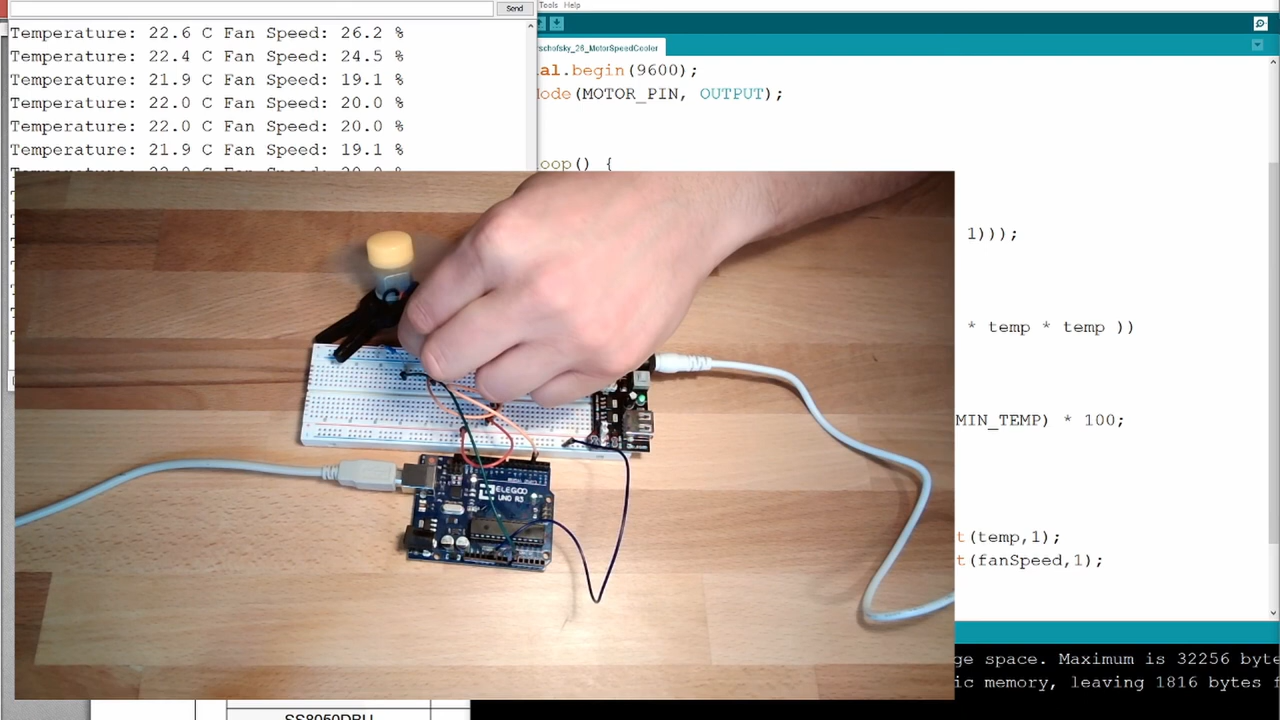 Send
Temperature: 22.6 C Fan Speed: 26.2 %
Temperature: 22.4 C Fan Speed: 24.5 %
Temperature: 21.9 C Fan Speed: 19.1 %
Temperature: 22.0 C Fan Speed: 20.0 %
Temperature: 22.0 C Fan Speed: 20.0 %
Temperature: 21.9 C Fan Speed: 19.1 %
Tools Help
schofsky_26_MotorSpeedCooler
al.begin(9600);
Mode(MOTOR_PIN, OUTPUT);
oop() {
1)));
* temp * temp ))
MIN_TEMP) * 100;
t(temp,1);
t(fanSpeed,1);
ge space. Maximum is 32256 byte
ic memory, leaving 1816 bytes f
ELEGOO
UNO R3
SS8050DBU